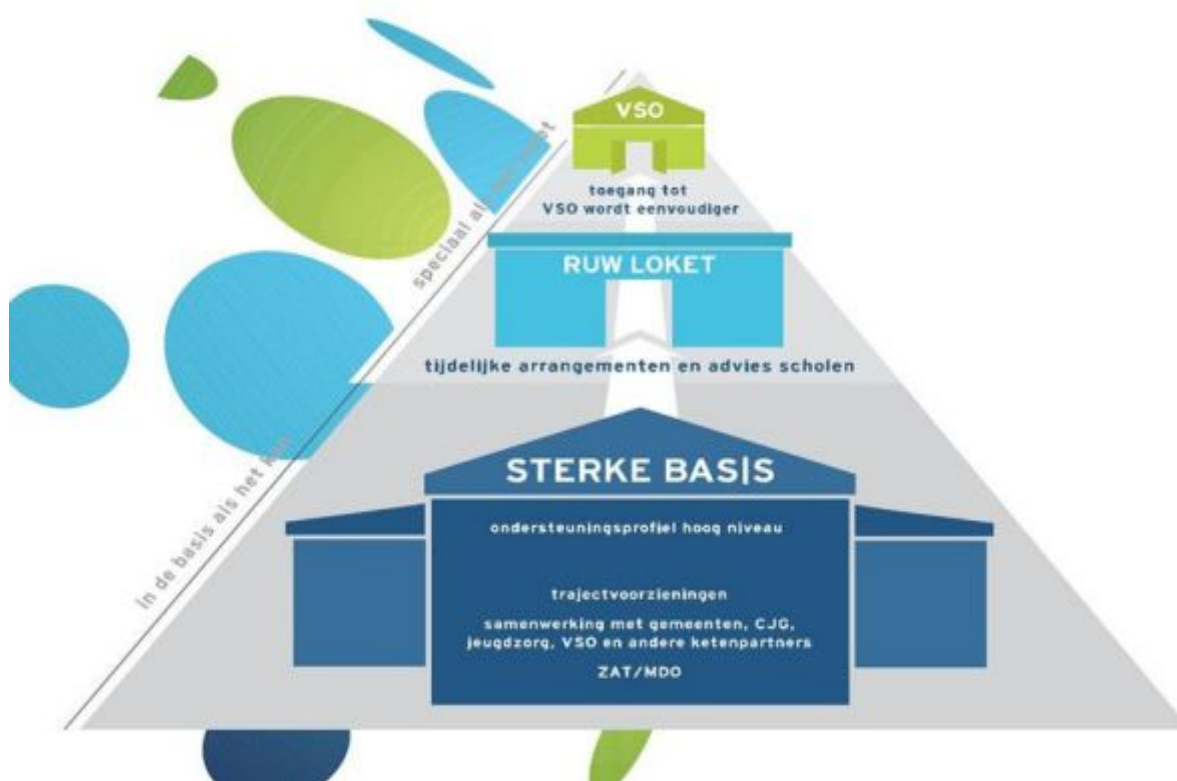 VSO
toegang tot
VSO wordt eenvoudiger
RUW LOKET
tijdelijke arrangementen en advies scholen
STERKE BASIS
ondersteuningsprofiel hoog niveau
trajectvoorzieningen
samenwerking met gemeenten, CJG,
jeugdzorg, VSO en andere ketenpartners
ZAT/MDO
in de basis als het
speciaal